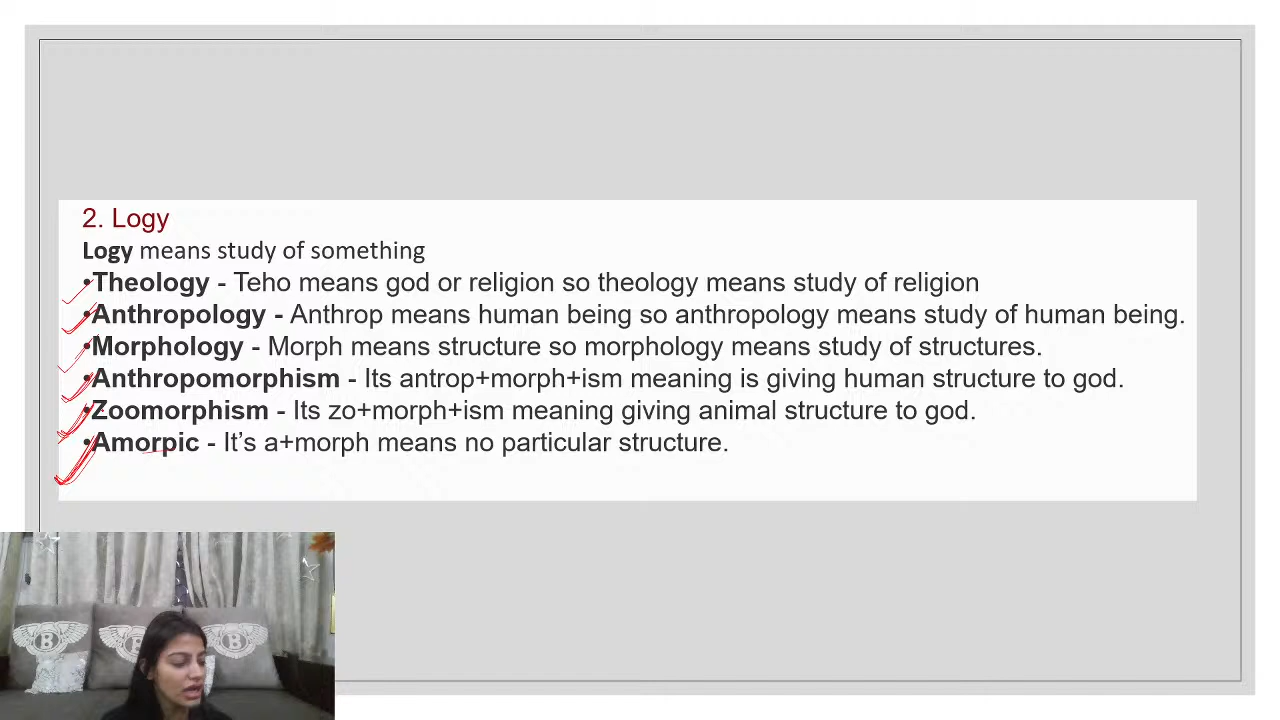 2. Logy
Logy means study of something
•Theology - Teho means god or religion so theology means study of religion
•Anthropology - Anthrop means human being so anthropology means study of human being.
•Morphology - Morph means structure so morphology means study of structures.
•Anthropomorphism - Its antrop+morph+ism meaning is giving human structure to god.
•Zoomorphism - Its zo+morph+ism meaning giving animal structure to god.
•Amorpic - It's a+morph means no particular structure.
B
B
B